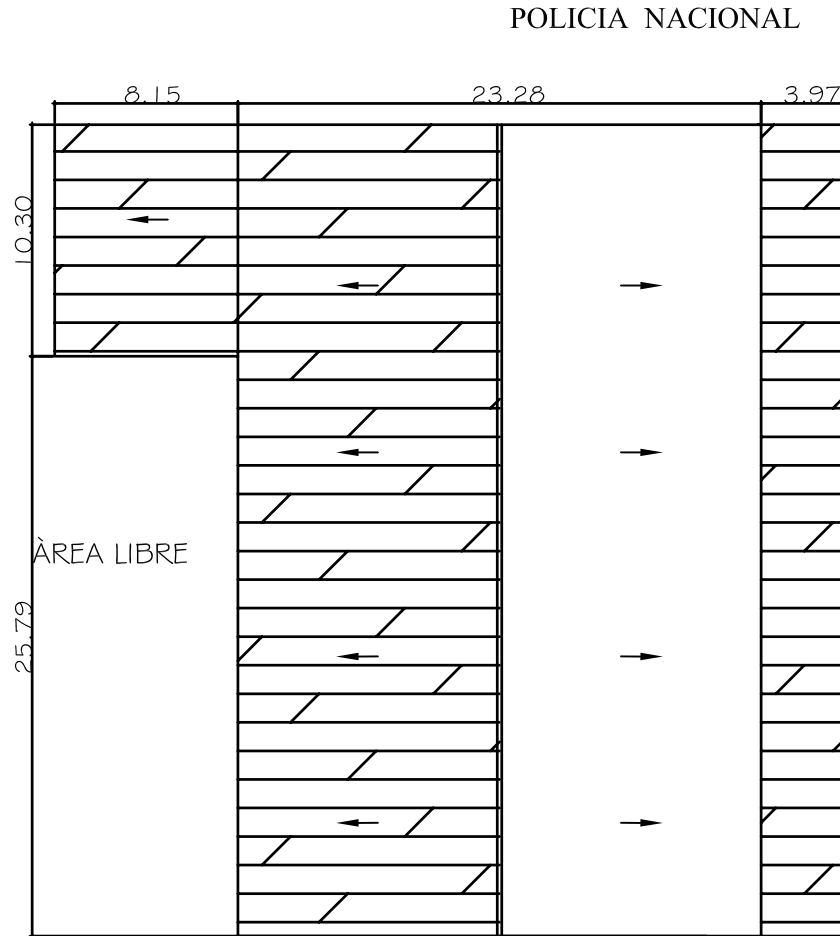 POLICIA NACIONAL
8.15 23.28 3.97
10.30
ÀREA LIBRE
25.79